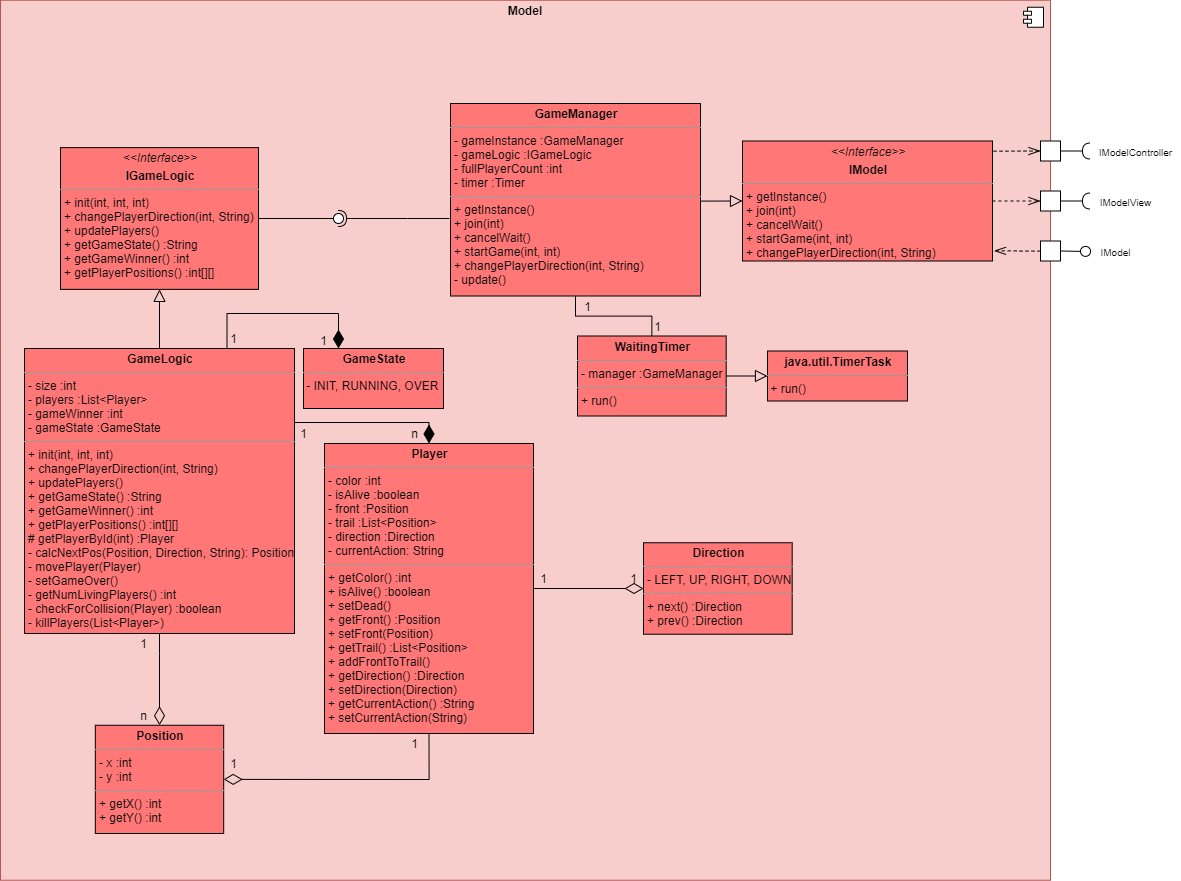 Model
GameManager
- gameInstance :GameManager
- gameLogic :IGameLogic
- fullPlayerCount :int
- timer :Timer
+ getInstance()
+ join(int)
+ cancelWait()
+ startGame(int, int)
+ changePlayerDirection(int, String)
- update()
<<Interface>>
IGameLogic
+ init(int, int, int)
+ changePlayerDirection(int, String)
+ updatePlayers()
+ getGameState() :String
+ getGameWinner() :int
+ getPlayerPositions() :int[][]
<<Interface>>
IModel
+ getInstance()
+ join(int)
+ cancelWait()
+ startGame(int, int)
+ changePlayerDirection(int, String)
IModelController
IModelView
IModel
1
1
WaitingTimer
- manager :GameManager
+ run()
java.util.TimerTask
+ run()
1
1
GameLogic
- size :int
- players :List<Player>
- gameWinner :int
- gameState :GameState
+ init(int, int, int)
+ changePlayerDirection(int, String)
+ updatePlayers()
+ getGameState() :String
+ getGameWinner() :int
+ getPlayerPositions() :int[][]
# getPlayerById(int) :Player
- calcNextPos(Position, Direction, String): Position
- movePlayer(Player)
- setGameOver()
- getNumLivingPlayers() :int
- checkForCollision(Player) :boolean
- killPlayers(List<Player>)
GameState
- INIT, RUNNING, OVER
1
n
Player
- color :int
- isAlive :boolean
- front :Position
- trail :List<Position>
- direction :Direction
- currentAction: String
+ getColor() :int
+ isAlive() :boolean
+ setDead()
+ getFront() :Position
+ setFront(Position)
+ getTrail() :List<Position>
+ addFrontToTrail()
+ getDirection() :Direction
+ setDirection(Direction)
+ getCurrentAction() :String
+ setCurrentAction(String)
1
1
Direction
- LEFT, UP, RIGHT, DOWN
+ next() :Direction
+ prev() :Direction
1
n
Position
- x :int
- y :int
+ getX() :int
+ getY() :int
1
1